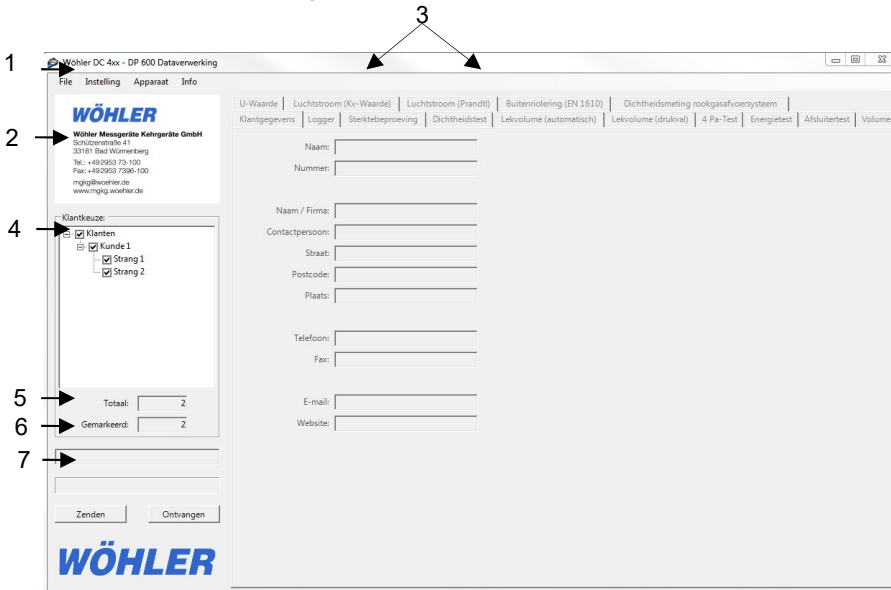 3
1
Wöhler DC 4xx - DP 600 Dataverwerking
File Instelling Apparaat Info
WÖHLER
2
Wöhler Messgeräte Kehrgeräte GmbH
Schützenstraße 41
33181 Bad Wünnenberg
Tel.: +492953 73-100
Fax: +492953 7396-100
mgkg@woehler.de
www.mgkg.woehler.de
U-Waarde Luchtstroom (Kv-Waarde) Luchtstroom (Prandtl) Buitenriolering (EN 1610) Dichtheidsmeting rookgasafvoersysteem
Klantgegevens Logger Sterktebeproeving Dichtheidstest Lekvolume (automatisch) Lekvolume (drukval) 4 Pa-Test Energietest Afsluitertest Volume
Klantkeuze:
4
Klanten
Kunde 1
Strang 1
Strang 2
5
Totaal: 2
6
Gemarkeerd: 2
7
Zenden Ontvangen
WÖHLER
Naam:
Nummer:
Naam / Firma:
Contactpersoon:
Straat:
Postcode:
Plaats:
Telefoon:
Fax:
E-mail:
Website: